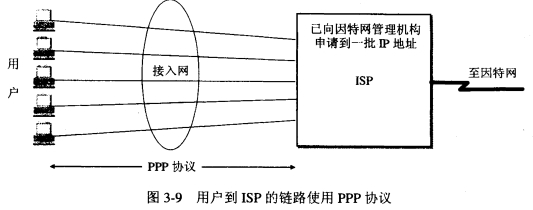 已向因特网管理机构
申请到一批 IP 地址
用户
接入网
ISP
至因特网
PPP 协议
图 3-9 用户到 ISP 的链路使用 PPP 协议